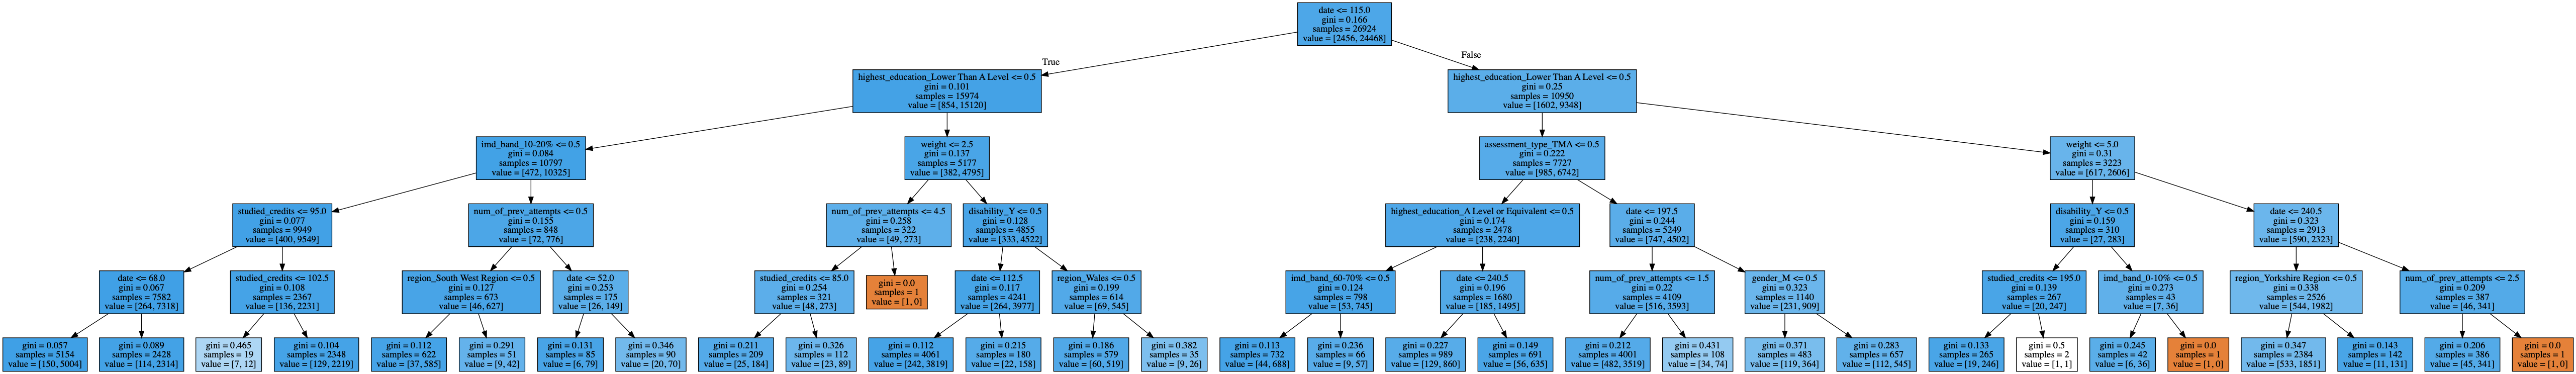 date <= 115.0
gini = 0.166
samples = 26924
value = [2456, 24468]
True
False
highest_education_Lower Than A Level <= 0.5
gini = 0.101
samples = 15974
value = [854, 15120]
highest_education_Lower Than A Level <= 0.5
gini = 0.25
samples = 10950
value = [1602, 9348]
imd_band_10-20% <= 0.5
gini = 0.084
samples = 10797
value = [472, 10325]
weight <= 2.5
gini = 0.137
samples = 5177
value = [382, 4795]
assessment_type_TMA <= 0.5
gini = 0.222
samples = 7727
value = [985, 6742]
weight <= 5.0
gini = 0.31
samples = 3223
value = [617, 2606]
studied_credits <= 95.0
gini = 0.077
samples = 9949
value = [400, 9549]
num_of_prev_attempts <= 0.5
gini = 0.155
samples = 848
value = [72, 776]
num_of_prev_attempts <= 4.5
gini = 0.258
samples = 322
value = [49, 273]
disability_Y <= 0.5
gini = 0.128
samples = 4855
value = [333, 4522]
highest_education_A Level or Equivalent <= 0.5
gini = 0.174
samples = 2478
value = [238, 2240]
date <= 197.5
gini = 0.244
samples = 5249
value = [747, 4502]
disability_Y <= 0.5
gini = 0.159
samples = 310
value = [27, 283]
date <= 240.5
gini = 0.323
samples = 2913
value = [590, 2323]
date <= 68.0
gini = 0.067
samples = 7582
value = [264, 7318]
studied_credits <= 102.5
gini = 0.108
samples = 2367
value = [136, 2231]
region_South West Region <= 0.5
gini = 0.127
samples = 673
value = [46, 627]
date <= 52.0
gini = 0.253
samples = 175
value = [26, 149]
studied_credits <= 85.0
gini = 0.254
samples = 321
value = [48, 273]
gini = 0.0
samples = 1
value = [1, 0]
date <= 112.5
gini = 0.117
samples = 4241
value = [264, 3977]
region_Wales <= 0.5
gini = 0.199
samples = 614
value = [69, 545]
imd_band_60-70% <= 0.5
gini = 0.124
samples = 798
value = [53, 745]
date <= 240.5
gini = 0.196
samples = 1680
value = [185, 1495]
num_of_prev_attempts <= 1.5
gini = 0.22
samples = 4109
value = [516, 3593]
gender_M <= 0.5
gini = 0.323
samples = 1140
value = [231, 909]
studied_credits <= 195.0
gini = 0.139
samples = 267
value = [20, 247]
imd_band_0-10% <= 0.5
gini = 0.273
samples = 43
value = [7, 36]
region_Yorkshire Region <= 0.5
gini = 0.338
samples = 2526
value = [544, 1982]
num_of_prev_attempts <= 2.5
gini = 0.209
samples = 387
value = [46, 341]
gini = 0.057
samples = 5154
value = [150, 5004]
gini = 0.089
samples = 2428
value = [114, 2314]
gini = 0.465
samples = 19
value = [7, 12]
gini = 0.104
samples = 2348
value = [129, 2219]
gini = 0.112
samples = 622
value = [37, 585]
gini = 0.291
samples = 51
value = [9, 42]
gini = 0.131
samples = 85
value = [6, 79]
gini = 0.346
samples = 90
value = [20, 70]
gini = 0.211
samples = 209
value = [25, 184]
gini = 0.326
samples = 112
value = [23, 89]
gini = 0.112
samples = 4061
value = [242, 3819]
gini = 0.215
samples = 180
value = [22, 158]
gini = 0.186
samples = 579
value = [60, 519]
gini = 0.382
samples = 35
value = [9, 26]
gini = 0.113
samples = 732
value = [44, 688]
gini = 0.236
samples = 66
value = [9, 57]
gini = 0.227
samples = 989
value = [129, 860]
gini = 0.149
samples = 691
value = [56, 635]
gini = 0.212
samples = 4001
value = [482, 3519]
gini = 0.431
samples = 108
value = [34, 74]
gini = 0.371
samples = 483
value = [119, 364]
gini = 0.283
samples = 657
value = [112, 545]
gini = 0.133
samples = 265
value = [19, 246]
gini = 0.5
samples = 2
value = [1, 1]
gini = 0.245
samples = 42
value = [6, 36]
gini = 0.0
samples = 1
value = [1, 0]
gini = 0.347
samples = 2384
value = [533, 1851]
gini = 0.143
samples = 142
value = [11, 131]
gini = 0.206
samples = 386
value = [45, 341]
gini = 0.0
samples = 1
value = [1, 0]